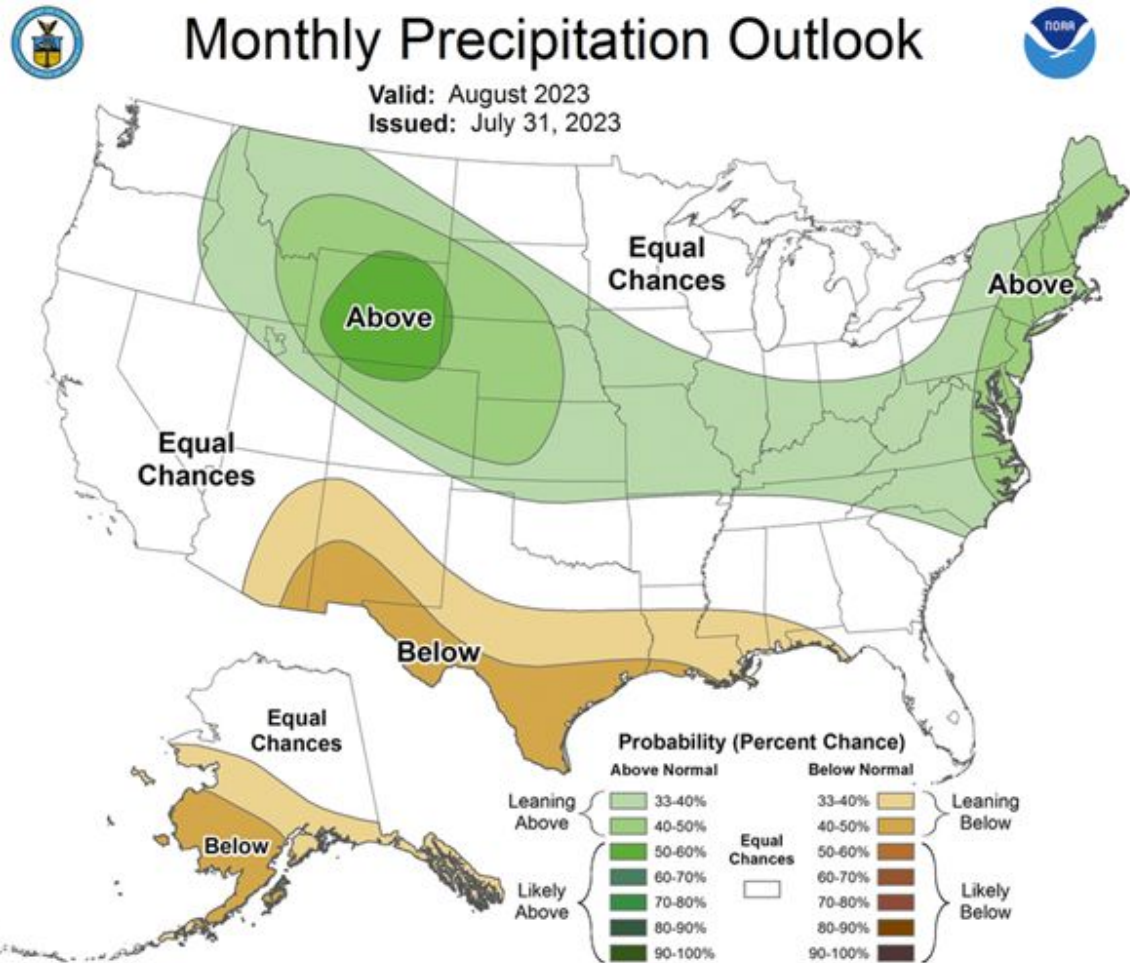 Monthly Precipitation Outlook
NOAA
Valid: August 2023
Issued: July 31, 2023
Equal
Chances
Above
Above
Equal
Chances
Below
Equal
Chances
Below
Probability (Percent Chance)
Above Normal
Below Normal
Leaning
Above
33-40%
40-50%
Likely
Above
50-60%
60-70%
70-80%
80-90%
90-100%
Equal
Chances
33-40%
40-50%
Leaning
Below
50-60%
60-70%
70-80%
80-90%
90-100%
Likely
Below